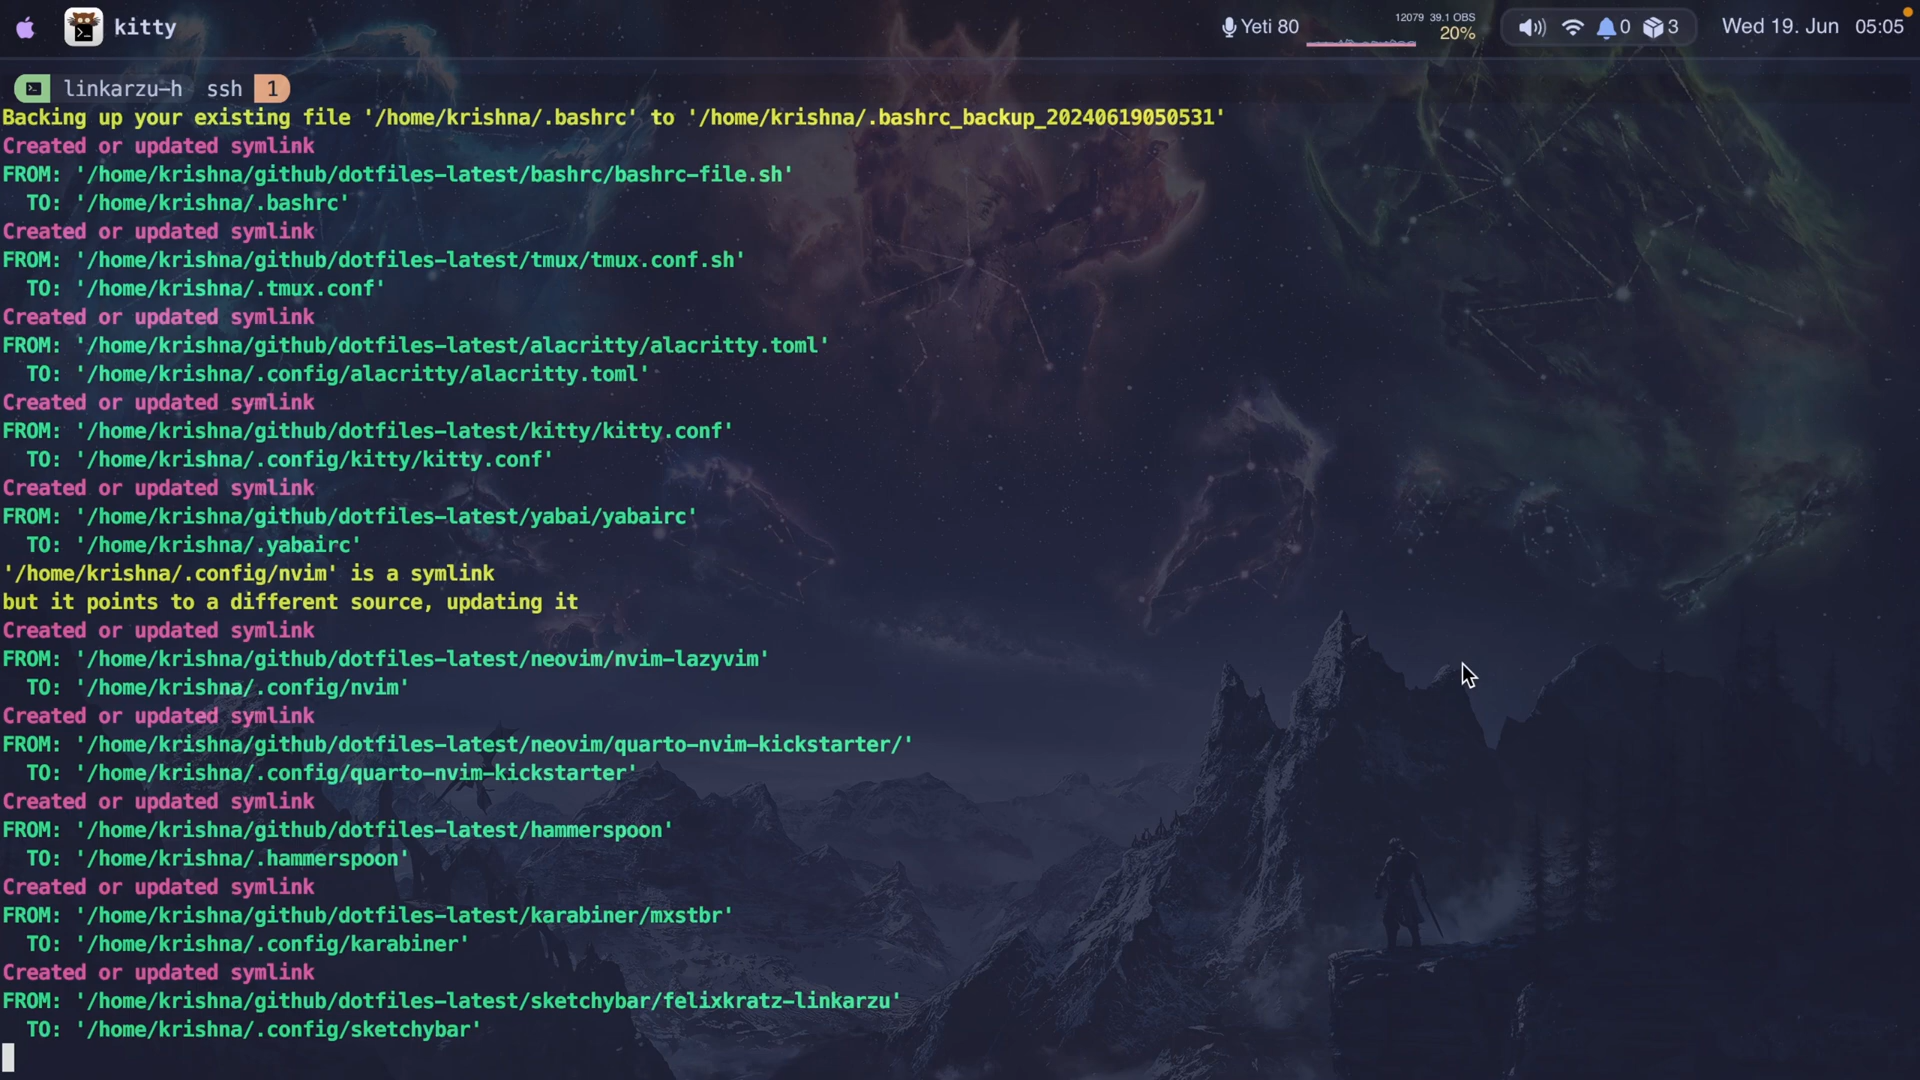 kitty
Yeti 80
12079 39.1 OBS
20%
0
3
Wed 19. Jun 05:05
linkarzu-h ssh 1
Backing up your existing file '/home/krishna/.bashrc' to '/home/krishna/.bashrc_backup_20240619050531'
Created or updated symlink
FROM: '/home/krishna/github/dotfiles-latest/bashrc/bashrc-file.sh'
TO: '/home/krishna/.bashrc'
Created or updated symlink
FROM: '/home/krishna/github/dotfiles-latest/tmux/tmux.conf.sh'
TO: '/home/krishna/.tmux.conf'
Created or updated symlink
FROM: '/home/krishna/github/dotfiles-latest/alacritty/alacritty.toml'
TO: '/home/krishna/.config/alacritty/alacritty.toml'
Created or updated symlink
FROM: '/home/krishna/github/dotfiles-latest/kitty/kitty.conf'
TO: '/home/krishna/.config/kitty/kitty.conf'
Created or updated symlink
FROM: '/home/krishna/github/dotfiles-latest/yabai/yabairc'
TO: '/home/krishna/.yabairc'
'/home/krishna/.config/nvim' is a symlink
but it points to a different source, updating it
Created or updated symlink
FROM: '/home/krishna/github/dotfiles-latest/neovim/nvim-lazyvim'
TO: '/home/krishna/.config/nvim'
Created or updated symlink
FROM: '/home/krishna/github/dotfiles-latest/neovim/quarto-nvim-kickstarter/'
TO: '/home/krishna/.config/quarto-nvim-kickstarter'
Created or updated symlink
FROM: '/home/krishna/github/dotfiles-latest/hammerspoon'
TO: '/home/krishna/.hammerspoon'
Created or updated symlink
FROM: '/home/krishna/github/dotfiles-latest/karabiner/mxstbr'
TO: '/home/krishna/.config/karabiner'
Created or updated symlink
FROM: '/home/krishna/github/dotfiles-latest/sketchybar/felixkratz-linkarzu'
TO: '/home/krishna/.config/sketchybar'